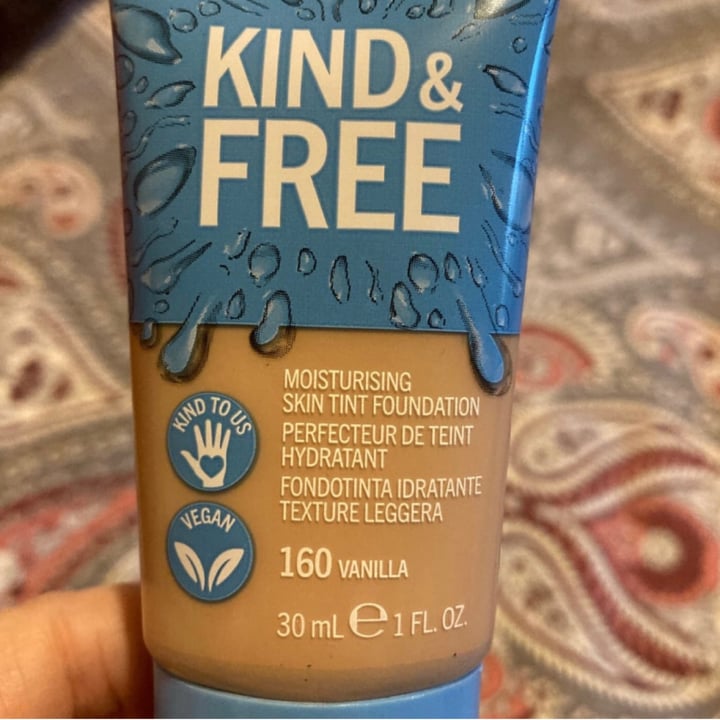 KIND &
FREE
MOISTURISING
SKIN TINT FOUNDATION
PERFECTEUR DE TEINT
HYDRATANT
FONDOTINTA IDRATANTE
TEXTURE LEGGERA
KIND TO US
VEGAN
160 VANILLA
30 mL e 1 FL. OZ.